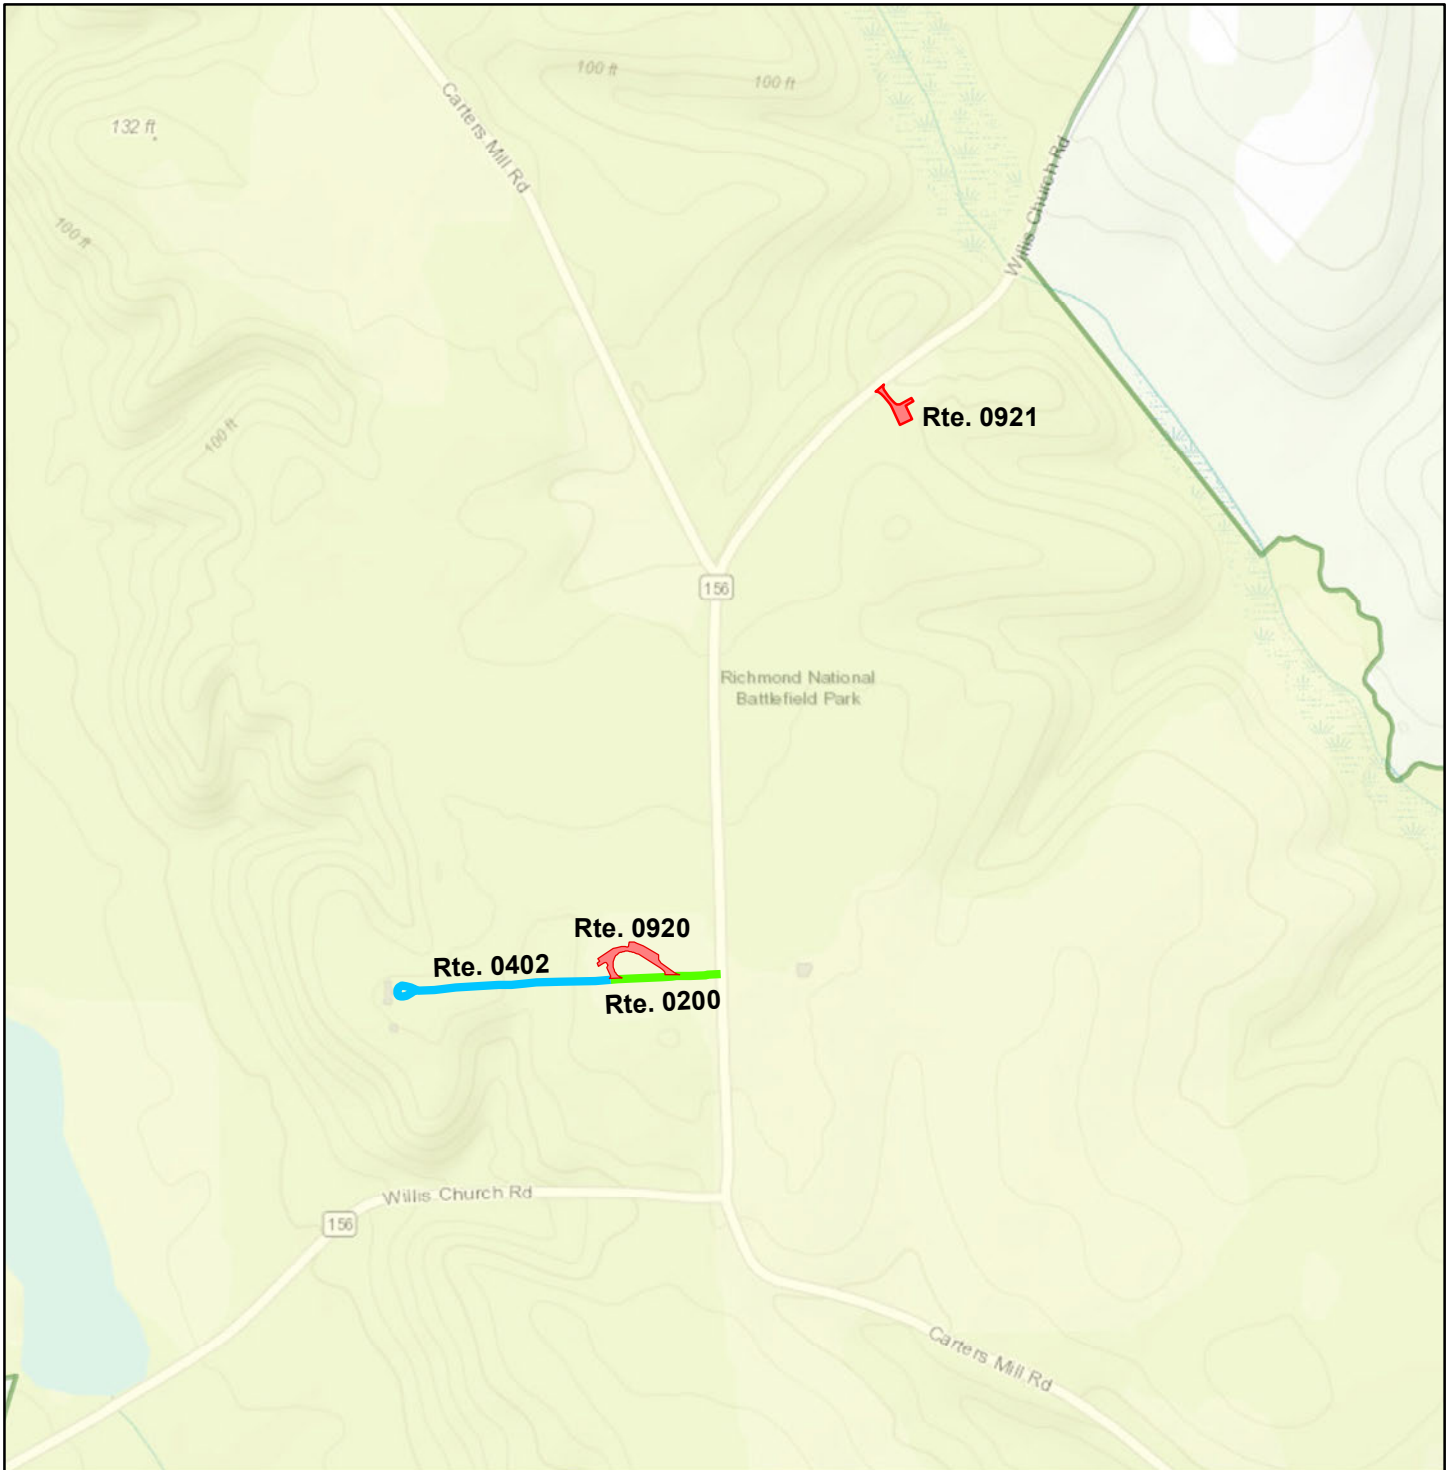 100 ft
100 ft
Carters Mill Rd
132 ft
Willis Church Rd
100 ft
Rte. 0921
100 ft
156
Richmond National
Battlefield Park
Rte. 0920
Rte. 0402
Rte. 0200
Willis Church Rd
156
Carters Mill Rd